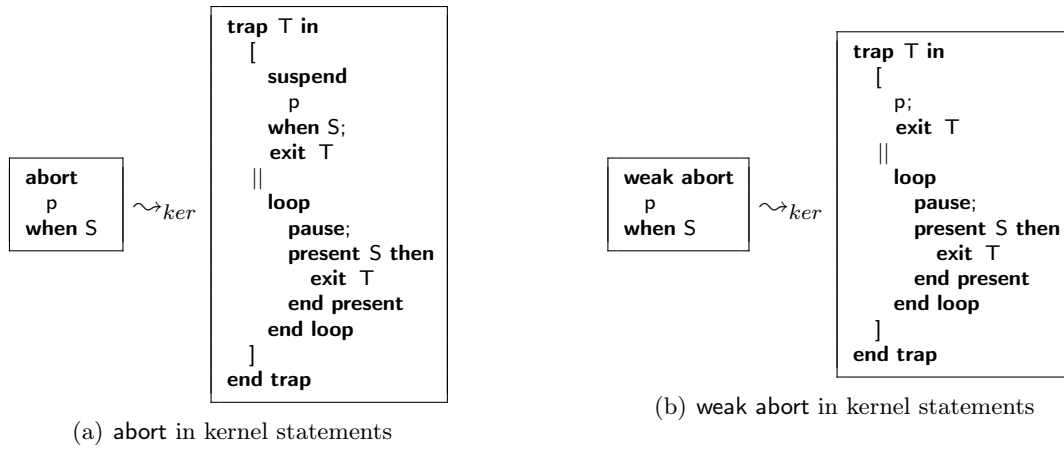 abort
p
when S
⤳ker
trap T in
[
suspend
p
when S;
exit T
||
loop
pause;
present S then
exit T
end present
end loop
]
end trap
(a) abort in kernel statements
weak abort
p
when S
⤳ker
trap T in
[
p;
exit T
||
loop
pause;
present S then
exit T
end present
end loop
]
end trap
(b) weak abort in kernel statements